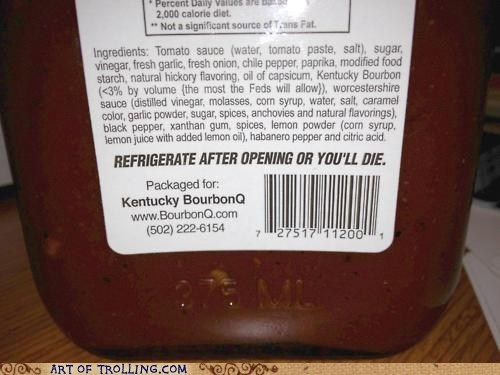 * Percent Daily Values are based
2,000 calorie diet.
** Not a significant source of Trans Fat.
Ingredients: Tomato sauce (water, tomato paste, salt), sugar,
vinegar, fresh garlic, fresh onion, chile pepper, paprika, modified food
starch, natural hickory flavoring, oil of capsicum, Kentucky Bourbon
(<3% by volume {the most the Feds will allow}), worcestershire
sauce (distilled vinegar, molasses, corn syrup, water, salt, caramel
color, garlic powder, sugar, spices, anchovies and natural flavorings),
black pepper, xanthan gum, spices, lemon powder (corn syrup,
lemon juice with added lemon oil), habanero pepper and citric acid.
REFRIGERATE AFTER OPENING OR YOU'LL DIE.
Packaged for:
Kentucky BourbonQ
www.BourbonQ.com
(502) 222-6154
7 27517 11200 1
375 ML
ART OF TROLLING.COM